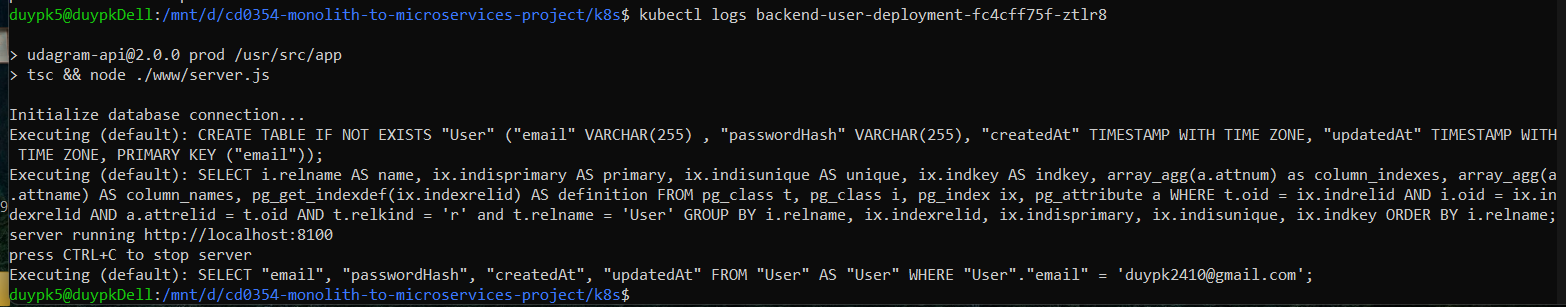 duypk5@duypkDell:/mnt/d/cd0354-monolith-to-microservices-project/k8s$ kubectl logs backend-user-deployment-fc4cff75f-ztlr8
> udagram-api@2.0.0 prod /usr/src/app
> tsc && node ./www/server.js
Initialize database connection...
Executing (default): CREATE TABLE IF NOT EXISTS "User" ("email" VARCHAR(255) , "passwordHash" VARCHAR(255), "createdAt" TIMESTAMP WITH TIME ZONE, "updatedAt" TIMESTAMP WITH
 TIME ZONE, PRIMARY KEY ("email"));
Executing (default): SELECT i.relname AS name, ix.indisprimary AS primary, ix.indisunique AS unique, ix.indkey AS indkey, array_agg(a.attnum) as column_indexes, array_agg(a
.attname) AS column_names, pg_get_indexdef(ix.indexrelid) AS definition FROM pg_class t, pg_class i, pg_index ix, pg_attribute a WHERE t.oid = ix.indrelid AND i.oid = ix.in
dexrelid AND a.attrelid = t.oid AND t.relkind = 'r' and t.relname = 'User' GROUP BY i.relname, ix.indexrelid, ix.indisprimary, ix.indisunique, ix.indkey ORDER BY i.relname;
server running http://localhost:8100
press CTRL+C to stop server
Executing (default): SELECT "email", "passwordHash", "createdAt", "updatedAt" FROM "User" AS "User" WHERE "User"."email" = 'duypk2410@gmail.com';
duypk5@duypkDell:/mnt/d/cd0354-monolith-to-microservices-project/k8s$